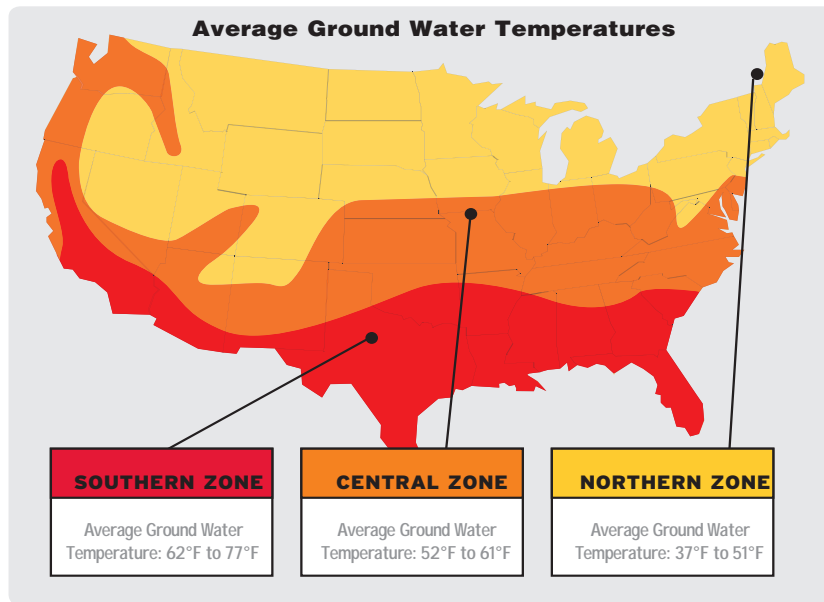 Average Ground Water Temperatures
SOUTHERN ZONE
Average Ground Water
Temperature: 62°F to 77°F
CENTRAL ZONE
Average Ground Water
Temperature: 52°F to 61°F
NORTHERN ZONE
Average Ground Water
Temperature: 37°F to 51°F